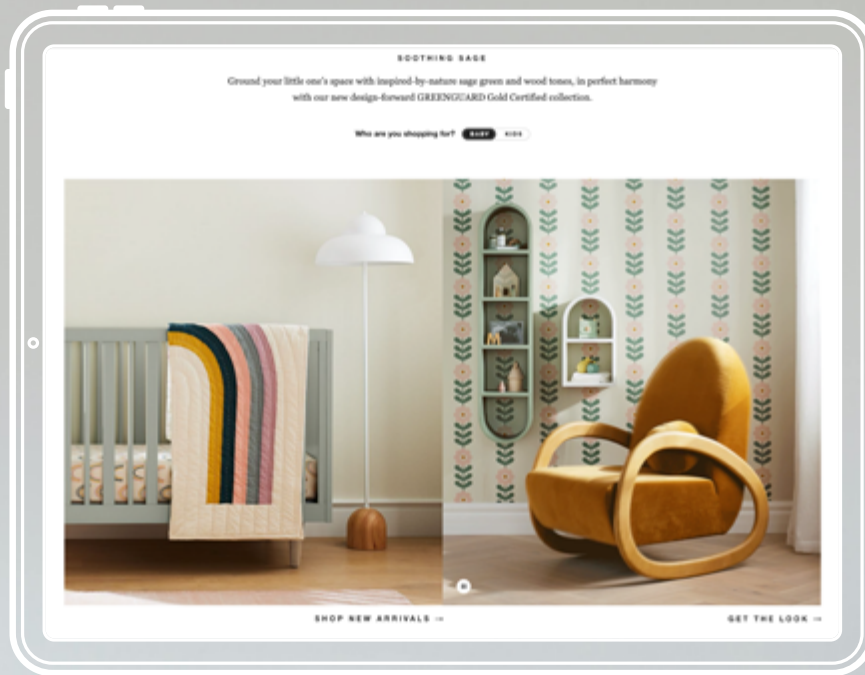 SOOTHING SAGE
Ground your little one's space with inspired-by-nature sage green and wood tones, in perfect harmony
with our new design-forward GREENGUARD Gold Certified collection.
Who are you shopping for? BABY KIDS
SHOP NEW ARRIVALS
GET THE LOOK